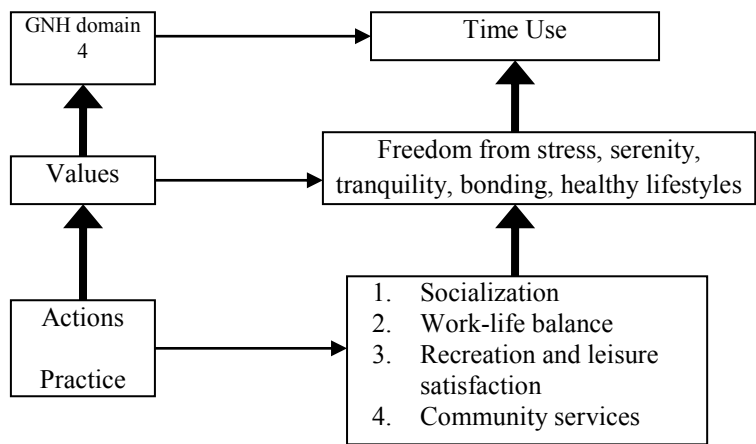 GNH domain
4
Time Use
Values
Freedom from stress, serenity,
tranquility, bonding, healthy lifestyles
Actions
Practice
1. Socialization
2. Work-life balance
3. Recreation and leisure
satisfaction
4. Community services